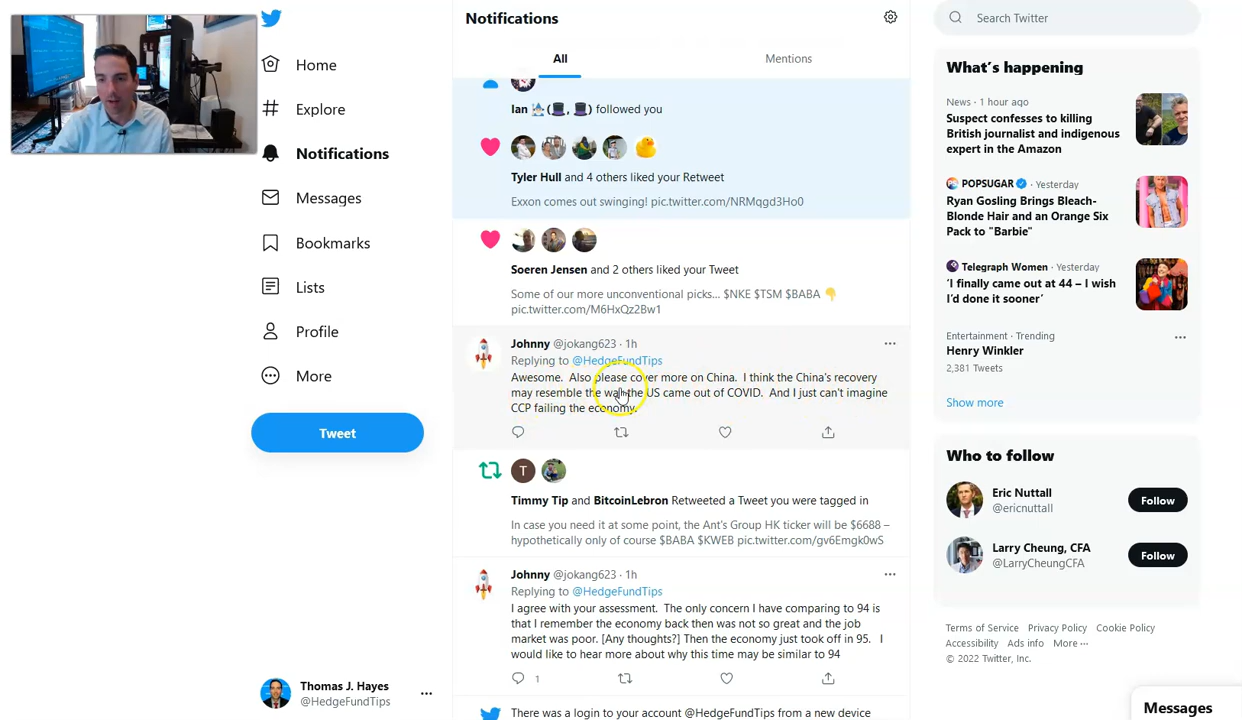 Home
Explore
Notifications
Messages
Bookmarks
Lists
Profile
More
Tweet
Thomas J. Hayes
@HedgeFundTips
Notifications
All
Mentions
Ian 🧙‍♂️ (🎩, 🎩) followed you
Tyler Hull and 4 others liked your Retweet
Exxon comes out swinging! pic.twitter.com/NRMqgd3Ho0
Soeren Jensen and 2 others liked your Tweet
Some of our more unconventional picks... $NKE $TSM $BABA 👇
pic.twitter.com/M6HxQz2Bw1
Johnny @jokang623 · 1h
Replying to @HedgeFundTips
Awesome. Also please cover more on China. I think the China's recovery
may resemble the way the US came out of COVID. And I just can't imagine
CCP failing the economy.
T
Timmy Tip and BitcoinLebron Retweeted a Tweet you were tagged in
In case you need it at some point, the Ant's Group HK ticker will be $6688 –
hypothetically only of course $BABA $KWEB pic.twitter.com/gv6Emgk0wS
Johnny @jokang623 · 1h
Replying to @HedgeFundTips
I agree with your assessment. The only concern I have comparing to 94 is
that I remember the economy back then was not so great and the job
market was poor. [Any thoughts?] Then the economy just took off in 95. I
would like to hear more about why this time may be similar to 94
1
There was a login to your account @HedgeFundTips from a new device
Search Twitter
What's happening
News · 1 hour ago
Suspect confesses to killing
British journalist and indigenous
expert in the Amazon
POPSUGAR · Yesterday
Ryan Gosling Brings Bleach-
Blonde Hair and an Orange Six
Pack to "Barbie"
Telegraph Women · Yesterday
'I finally came out at 44 – I wish
I'd done it sooner'
Entertainment · Trending
Henry Winkler
2,381 Tweets
Show more
Who to follow
Eric Nuttall
@ericnuttall
Follow
Larry Cheung, CFA
@LarryCheungCFA
Follow
Terms of Service Privacy Policy Cookie Policy
Accessibility Ads info More ···
© 2022 Twitter, Inc.
Messages